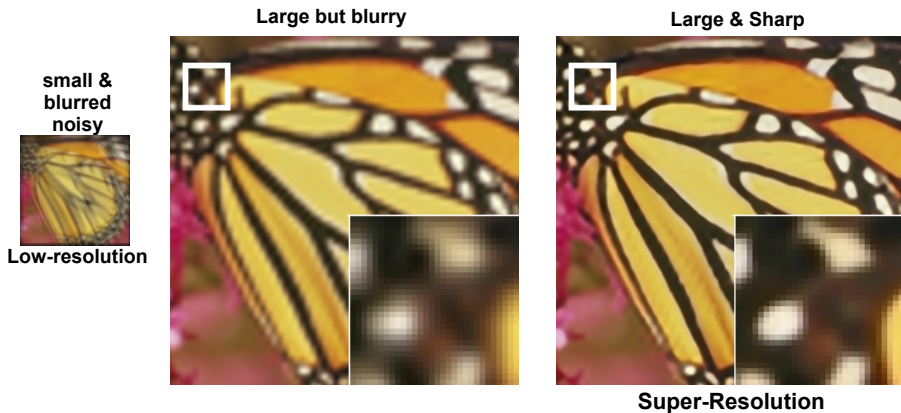 Large but blurry
Large & Sharp
small &
blurred
noisy
Low-resolution
Super-Resolution